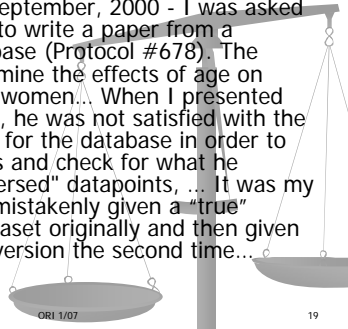 eptember, 2000 - I was asked
to write a paper from a
base (Protocol #678). The
mine the effects of age on
women... When I presented
, he was not satisfied with the
for the database in order to
s and check for what he
ersed" datapoints, ... It was my
mistakenly given a “true”
aset originally and then given
version the second time...
ORI 1/07
19